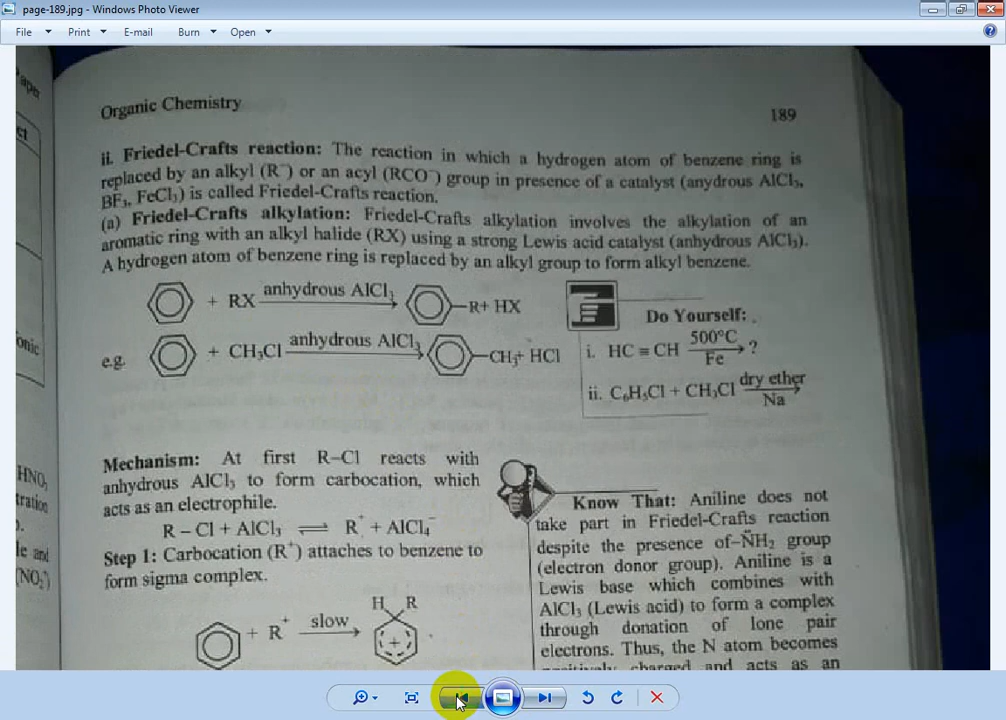 page-189.jpg - Windows Photo Viewer
File Print E-mail Burn Open
Organic Chemistry 189
ii. Friedel-Crafts reaction: The reaction in which a hydrogen atom of benzene ring is
replaced by an alkyl (R⁻) or an acyl (RCO⁻) group in presence of a catalyst (anydrous AlCl₃,
BF₃, FeCl₃) is called Friedel-Crafts reaction.
(a) Friedel-Crafts alkylation: Friedel-Crafts alkylation involves the alkylation of an
aromatic ring with an alkyl halide (RX) using a strong Lewis acid catalyst (anhydrous AlCl₃).
A hydrogen atom of benzene ring is replaced by an alkyl group to form alkyl benzene.
+ RX anhydrous AlCl₃ R+ HX
e.g. + CH₃Cl anhydrous AlCl₃ CH₃+ HCl
Do Yourself:
i. HC ≡ CH 500°C Fe ?
ii. C₆H₅Cl + CH₃Cl dry ether Na
Mechanism: At first R–Cl reacts with
anhydrous AlCl₃ to form carbocation, which
acts as an electrophile.
R – Cl + AlCl₃ ⇌ R⁺ + AlCl₄⁻
Step 1: Carbocation (R⁺) attaches to benzene to
form sigma complex.
+ R⁺ slow H R +
Know That: Aniline does not
take part in Friedel-Crafts reaction
despite the presence of –N̈H₂ group
(electron donor group). Aniline is a
Lewis base which combines with
AlCl₃ (Lewis acid) to form a complex
through donation of lone pair
electrons. Thus, the N atom becomes
positively charged and acts as an
aper
ct
onic
HNO₃
tration
le and
(NO₂⁺)